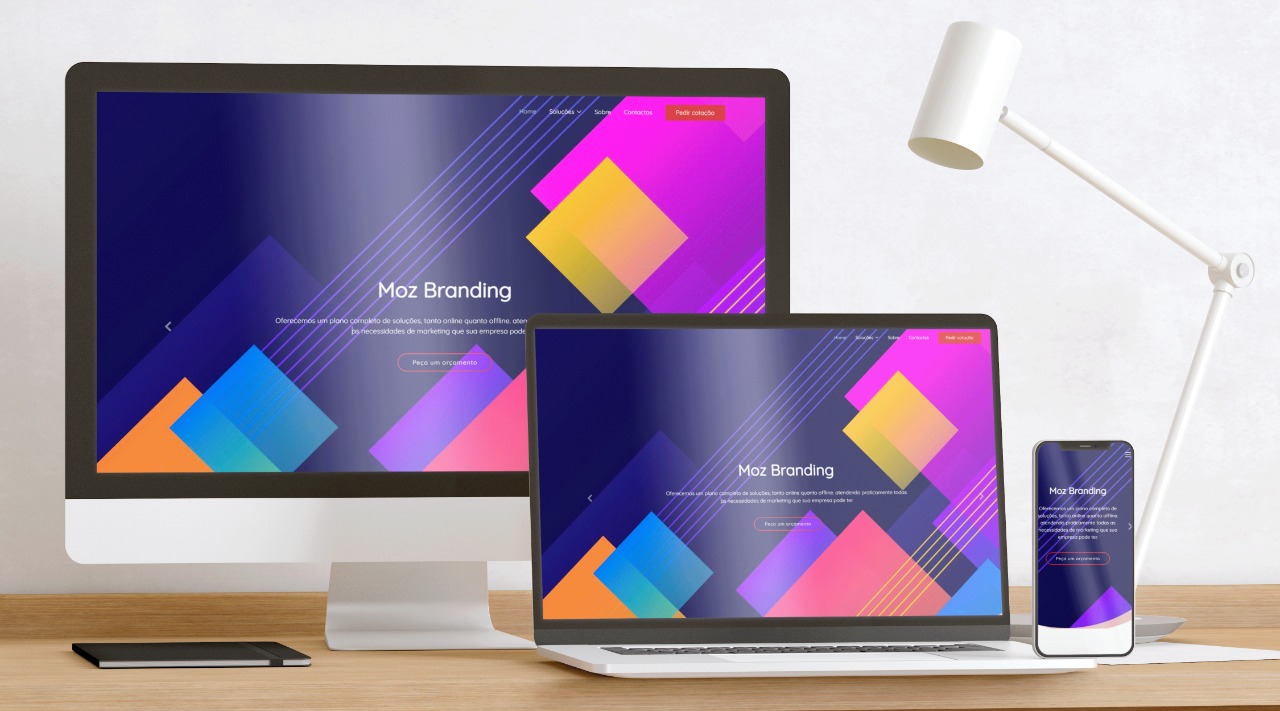 Home Soluções Sobre Contactos Pedir cotação
Moz Branding
Oferecemos um plano completo de soluções, tanto online quanto offline,
as necessidades de marketing que sua empresa pode
Peça um orçamento
Home Soluções Sobre Contactos Pedir cotação
Moz Branding
Oferecemos um plano completo de soluções, tanto online quanto offline, atendendo praticamente todas
as necessidades de marketing que sua empresa pode ter.
Peça um orçamento
Moz Branding
Oferecemos um plano completo de
soluções, tanto online quanto offline,
atendendo praticamente todas as
necessidades de marketing que sua
empresa pode ter.
Peça um orçamento